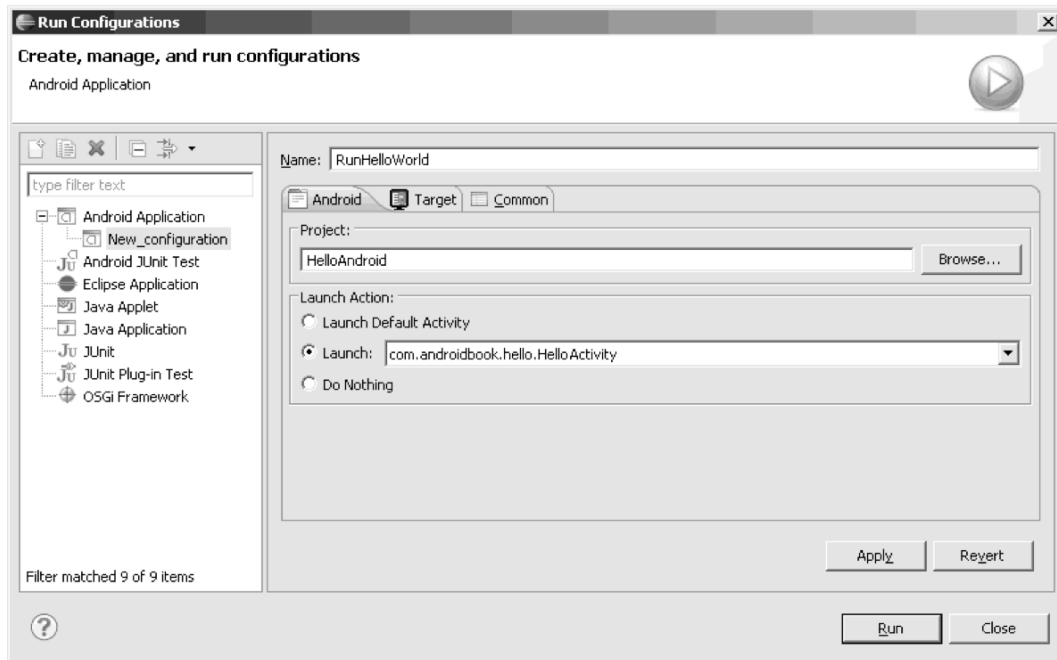 Run Configurations
Create, manage, and run configurations
Android Application
type filter text
Android Application
New_configuration
Android JUnit Test
Eclipse Application
Java Applet
Java Application
JUnit
JUnit Plug-in Test
OSGi Framework
Filter matched 9 of 9 items
Name: RunHelloWorld
Android Target Common
Project:
HelloAndroid Browse...
Launch Action:
Launch Default Activity
Launch: com.androidbook.hello.HelloActivity
Do Nothing
Apply Revert
Run Close